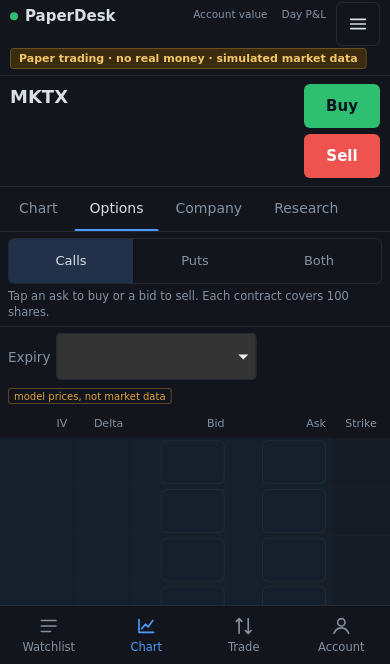 PaperDesk
Account value Day P&L
Paper trading · no real money · simulated market data
MKTX
Buy
Sell
Chart Options Company Research
Calls Puts Both
Tap an ask to buy or a bid to sell. Each contract covers 100
shares.
Expiry
model prices, not market data
IV Delta Bid Ask Strike
Watchlist Chart Trade Account